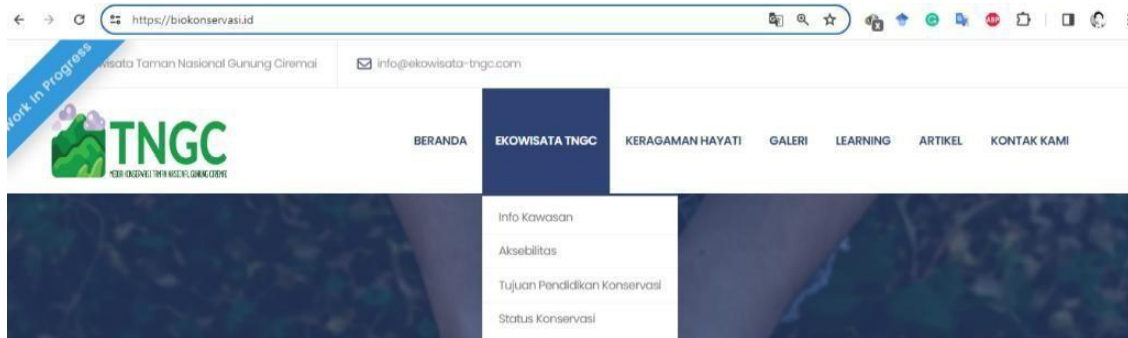 https://biokonservasi.id
Work In Progress
wisata Taman Nasional Gunung Ciremai info@ekowisata-tngc.com
TNGC
BERANDA EKOWISATA TNGC KERAGAMAN HAYATI GALERI LEARNING ARTIKEL KONTAK KAMI
Info Kawasan
Aksebilitas
Tujuan Pendidikan Konservasi
Status Konservasi